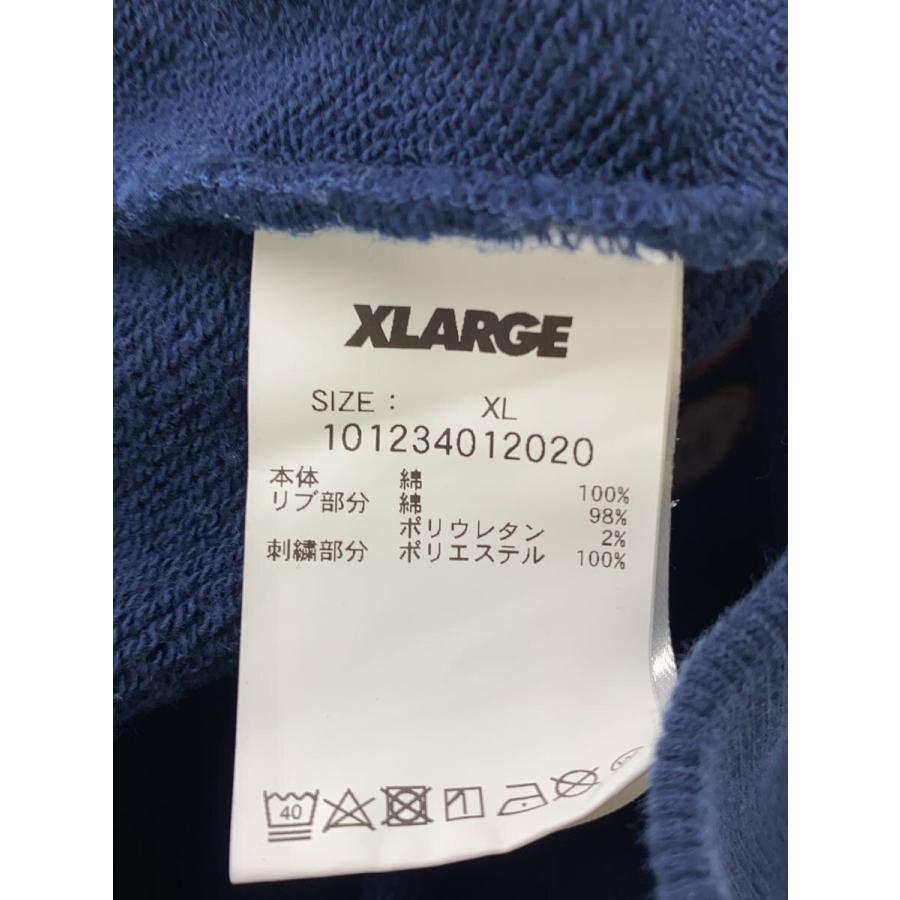 XLARGE
SIZE : XL
101234012020
本体 綿 100%
リブ部分 綿 98%
ポリウレタン 2%
刺繍部分 ポリエステル 100%
40